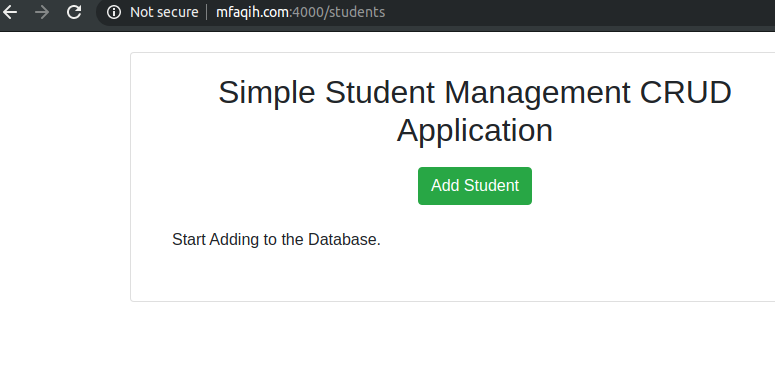 Not secure | mfaqih.com:4000/students
Simple Student Management CRUD
Application
Add Student
Start Adding to the Database.